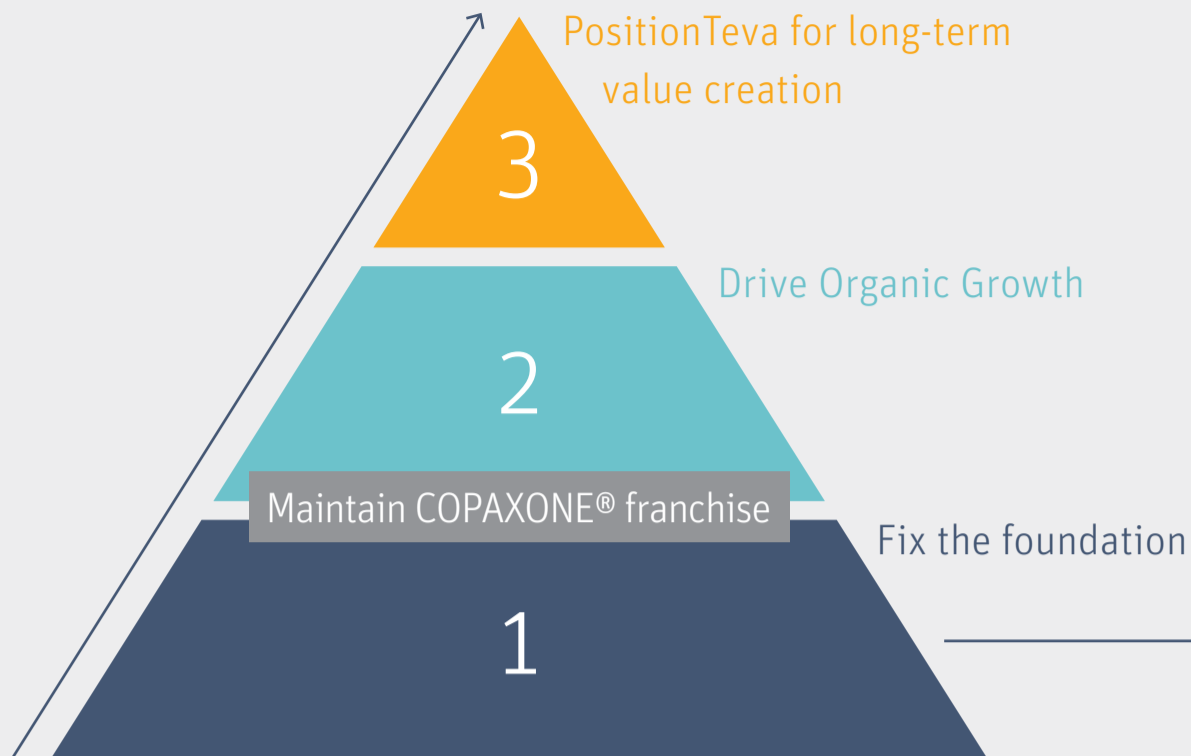 PositionTeva for long-term
value creation
3
Drive Organic Growth
2
Maintain COPAXONE® franchise
Fix the foundation
1